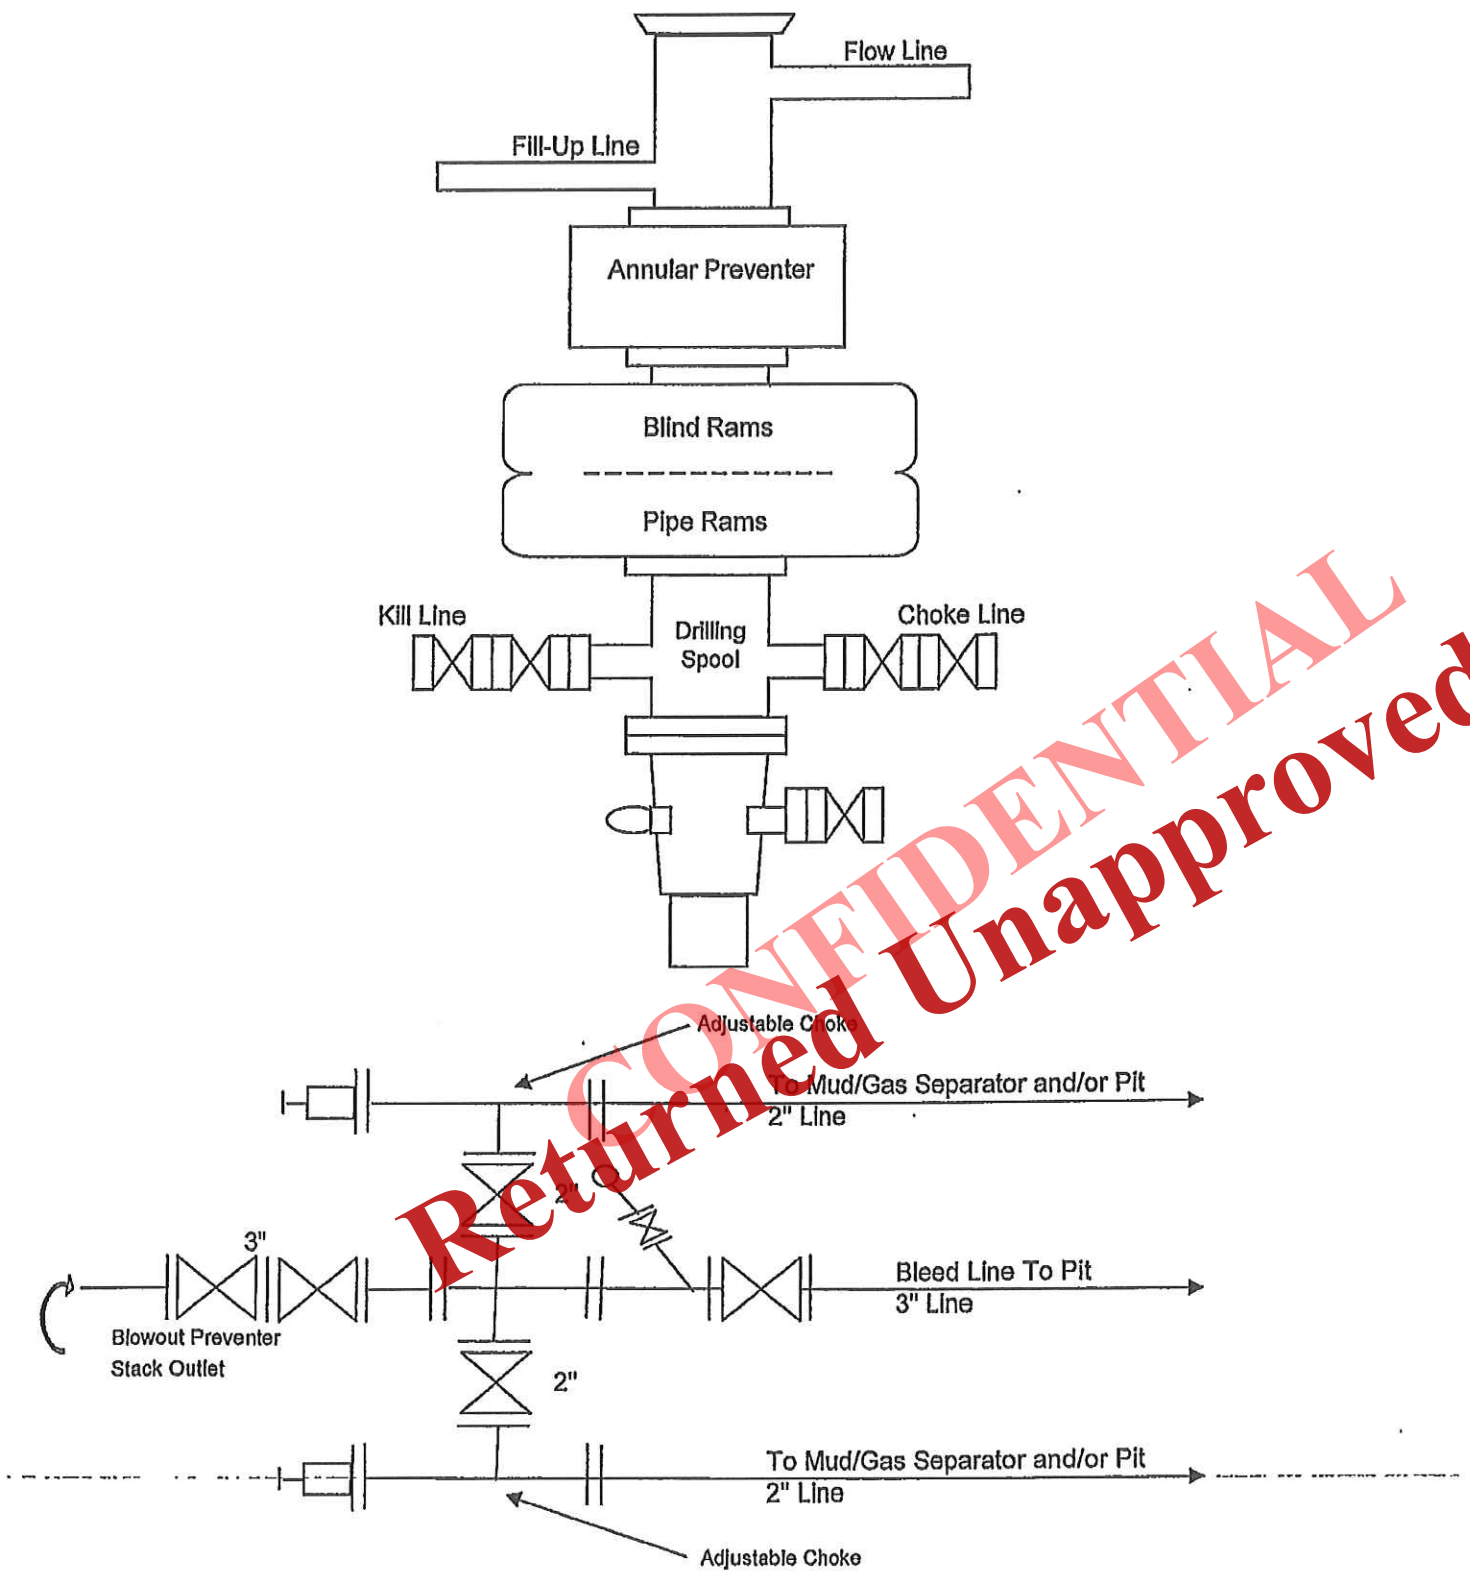 Flow Line
Fill-Up Line
Annular Preventer
Blind Rams
Pipe Rams
Kill Line
Choke Line
Drilling
Spool
CONFIDENTIAL
Returned Unapproved
Adjustable Choke
To Mud/Gas Separator and/or Pit
2" Line
2"
3"
Bleed Line To Pit
3" Line
Blowout Preventer
Stack Outlet
2"
To Mud/Gas Separator and/or Pit
2" Line
Adjustable Choke